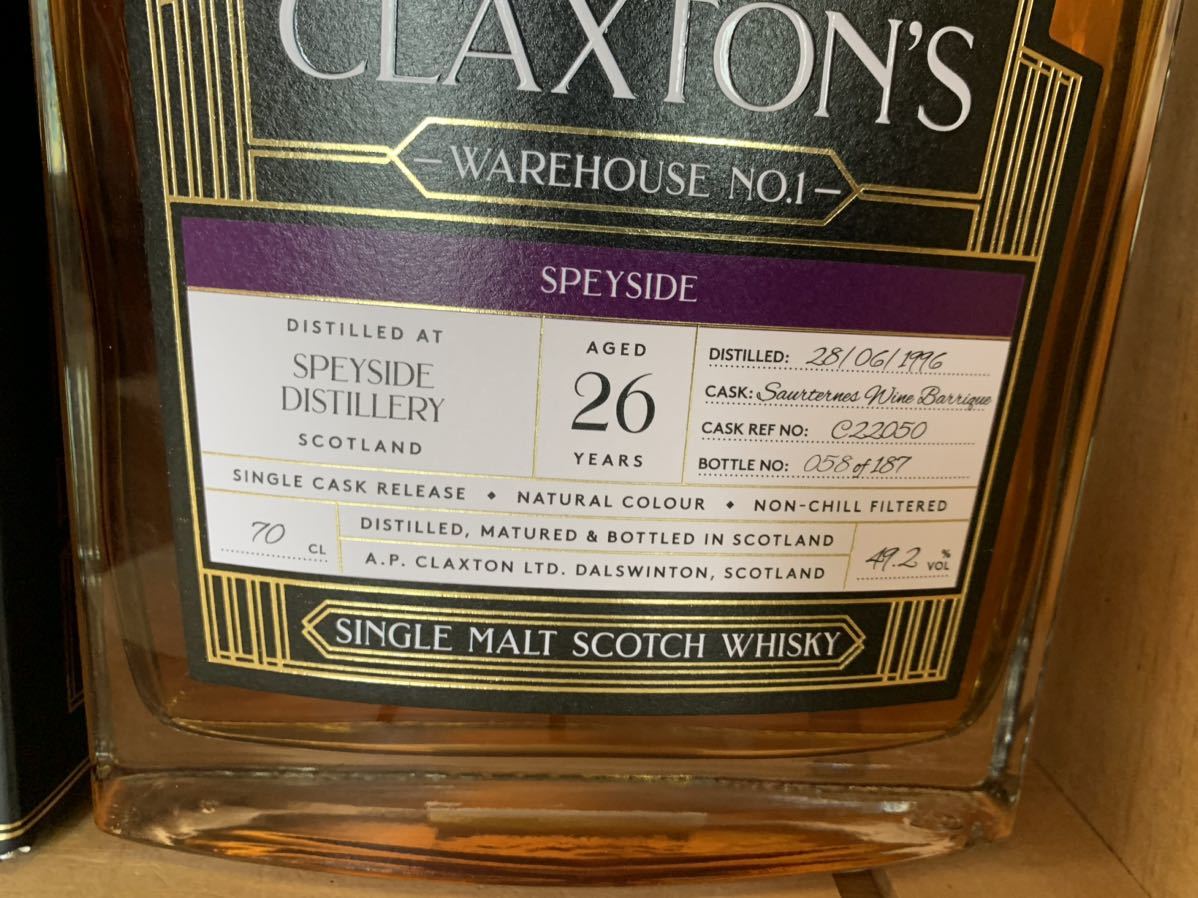 CLAXTON'S
– WAREHOUSE NO.1 –
SPEYSIDE
DISTILLED AT
SPEYSIDE
DISTILLERY
SCOTLAND
AGED
26
YEARS
DISTILLED: 28/06/1996
CASK: Saurternes Wine Barrique
CASK REF NO: C22050
BOTTLE NO: 058 of 187
SINGLE CASK RELEASE ◆ NATURAL COLOUR ◆ NON-CHILL FILTERED
70 CL
DISTILLED, MATURED & BOTTLED IN SCOTLAND
A.P. CLAXTON LTD. DALSWINTON, SCOTLAND
49.2 % VOL
SINGLE MALT SCOTCH WHISKY